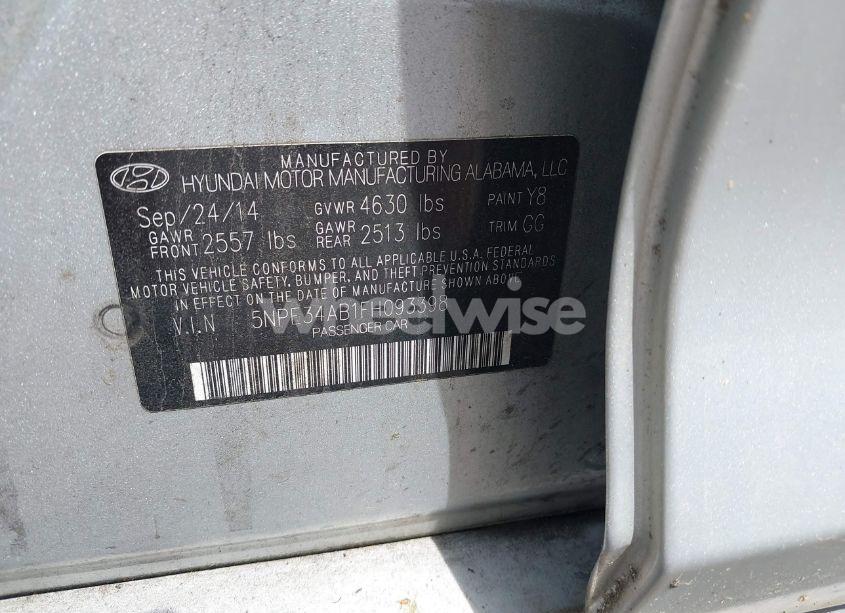 MANUFACTURED BY
HYUNDAI MOTOR MANUFACTURING ALABAMA, LLC
Sep/24/14 GVWR 4630 lbs PAINT Y8
GAWR FRONT 2557 lbs GAWR REAR 2513 lbs TRIM GG
THIS VEHICLE CONFORMS TO ALL APPLICABLE U.S.A. FEDERAL
MOTOR VEHICLE SAFETY, BUMPER, AND THEFT PREVENTION STANDARDS
IN EFFECT ON THE DATE OF MANUFACTURE SHOWN ABOVE.
V.I.N 5NPE34AB1FH093398
PASSENGER CAR
wheelwise